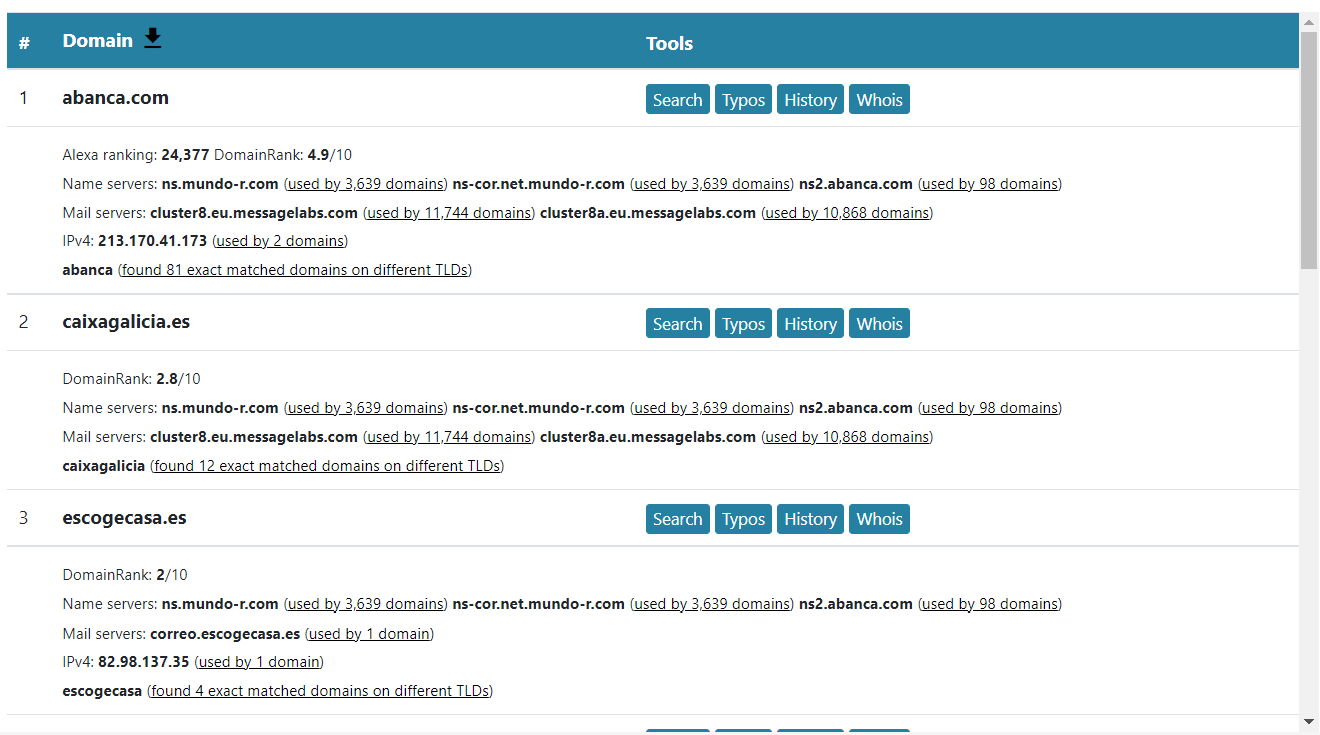 # Domain Tools
1 abanca.com Search Typos History Whois
Alexa ranking: 24,377 DomainRank: 4.9/10
Name servers: ns.mundo-r.com (used by 3,639 domains) ns-cor.net.mundo-r.com (used by 3,639 domains) ns2.abanca.com (used by 98 domains)
Mail servers: cluster8.eu.messagelabs.com (used by 11,744 domains) cluster8a.eu.messagelabs.com (used by 10,868 domains)
IPv4: 213.170.41.173 (used by 2 domains)
abanca (found 81 exact matched domains on different TLDs)
2 caixagalicia.es Search Typos History Whois
DomainRank: 2.8/10
Name servers: ns.mundo-r.com (used by 3,639 domains) ns-cor.net.mundo-r.com (used by 3,639 domains) ns2.abanca.com (used by 98 domains)
Mail servers: cluster8.eu.messagelabs.com (used by 11,744 domains) cluster8a.eu.messagelabs.com (used by 10,868 domains)
caixagalicia (found 12 exact matched domains on different TLDs)
3 escogecasa.es Search Typos History Whois
DomainRank: 2/10
Name servers: ns.mundo-r.com (used by 3,639 domains) ns-cor.net.mundo-r.com (used by 3,639 domains) ns2.abanca.com (used by 98 domains)
Mail servers: correo.escogecasa.es (used by 1 domain)
IPv4: 82.98.137.35 (used by 1 domain)
escogecasa (found 4 exact matched domains on different TLDs)